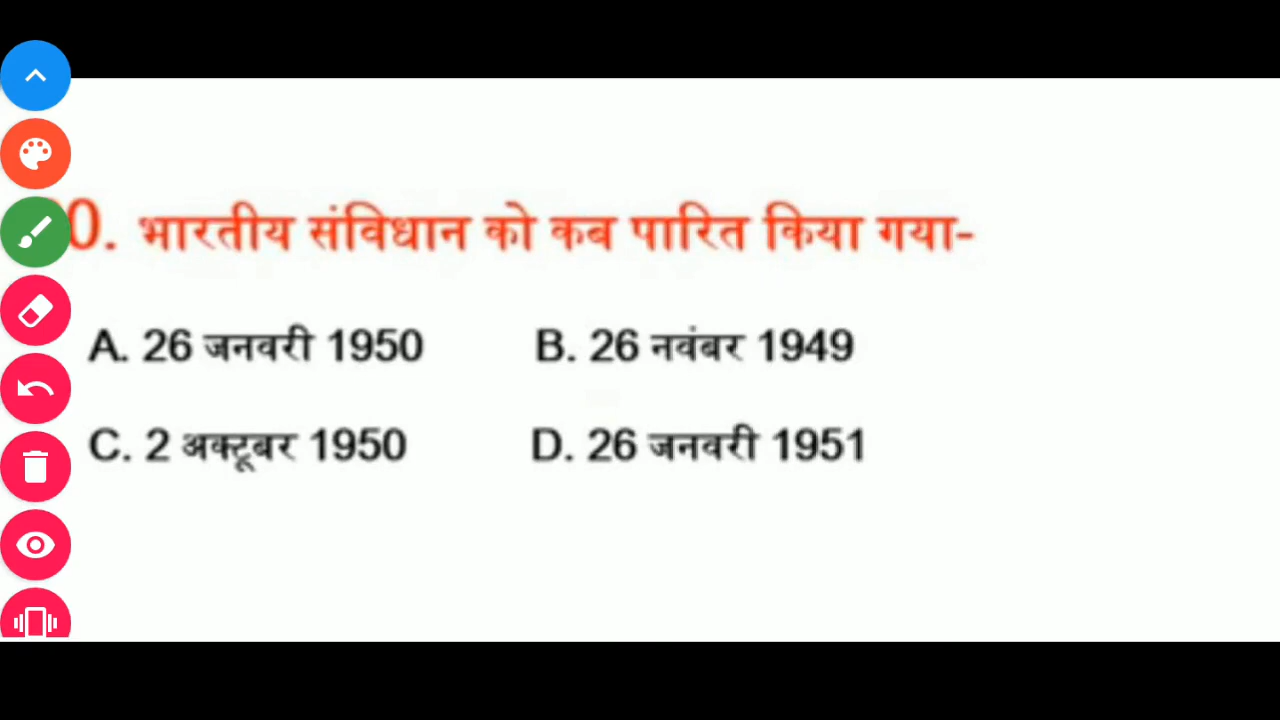 0. भारतीय संविधान को कब पारित किया गया-
A. 26 जनवरी 1950 B. 26 नवंबर 1949
C. 2 अक्टूबर 1950 D. 26 जनवरी 1951